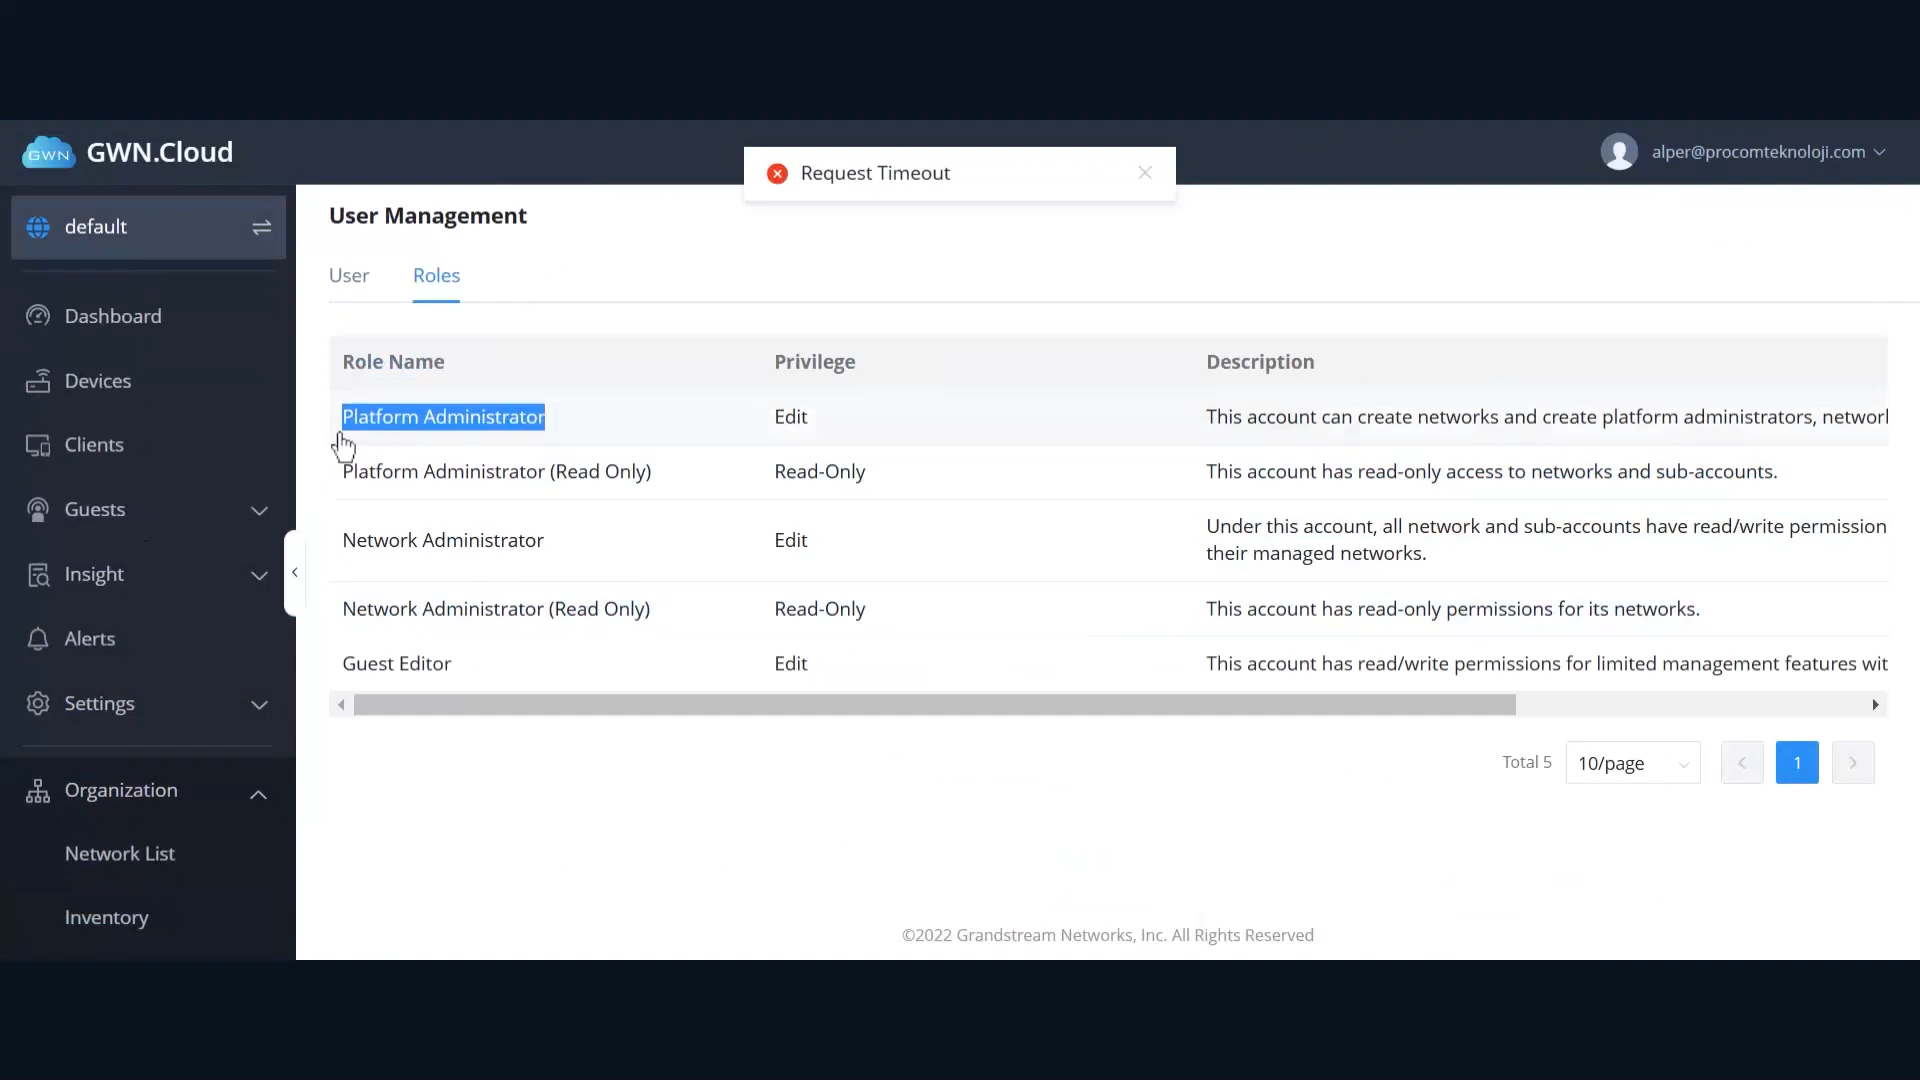 GWN GWN.Cloud
Request Timeout
alper@procomteknoloji.com
default
Dashboard
Devices
Clients
Guests
Insight
Alerts
Settings
Organization
Network List
Inventory
User Management
User Roles
Role Name Privilege Description
Platform Administrator Edit This account can create networks and create platform administrators,
Platform Administrator (Read Only) Read-Only This account has read-only access to networks and sub-accounts.
Network Administrator Edit Under this account, all network and sub-accounts have read/write permission
their managed networks.
Network Administrator (Read Only) Read-Only This account has read-only permissions for its networks.
Guest Editor Edit This account has read/write permissions for limited management features
Total 5 10/page 1
©2022 Grandstream Networks, Inc. All Rights Reserved